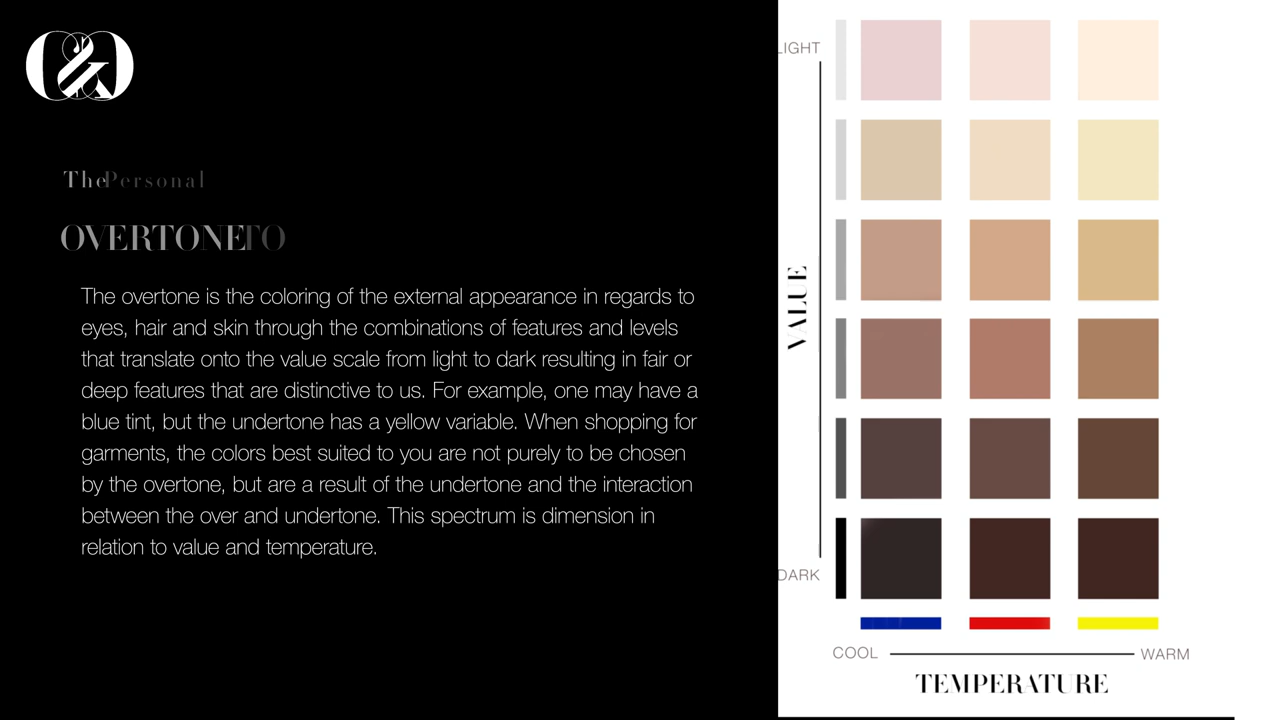 The Personal
OVERTONE TO
The overtone is the coloring of the external appearance in regards to
eyes, hair and skin through the combinations of features and levels
that translate onto the value scale from light to dark resulting in fair or
deep features that are distinctive to us. For example, one may have a
blue tint, but the undertone has a yellow variable. When shopping for
garments, the colors best suited to you are not purely to be chosen
by the overtone, but are a result of the undertone and the interaction
between the over and undertone. This spectrum is dimension in
relation to value and temperature.
LIGHT
VALUE
DARK
COOL
WARM
TEMPERATURE